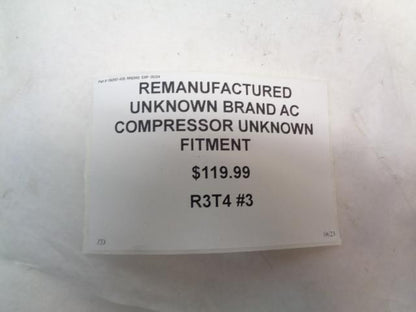 REMANUFACTURED
UNKNOWN BRAND AC
COMPRESSOR UNKNOWN
FITMENT
$119.99
R3T4 #3